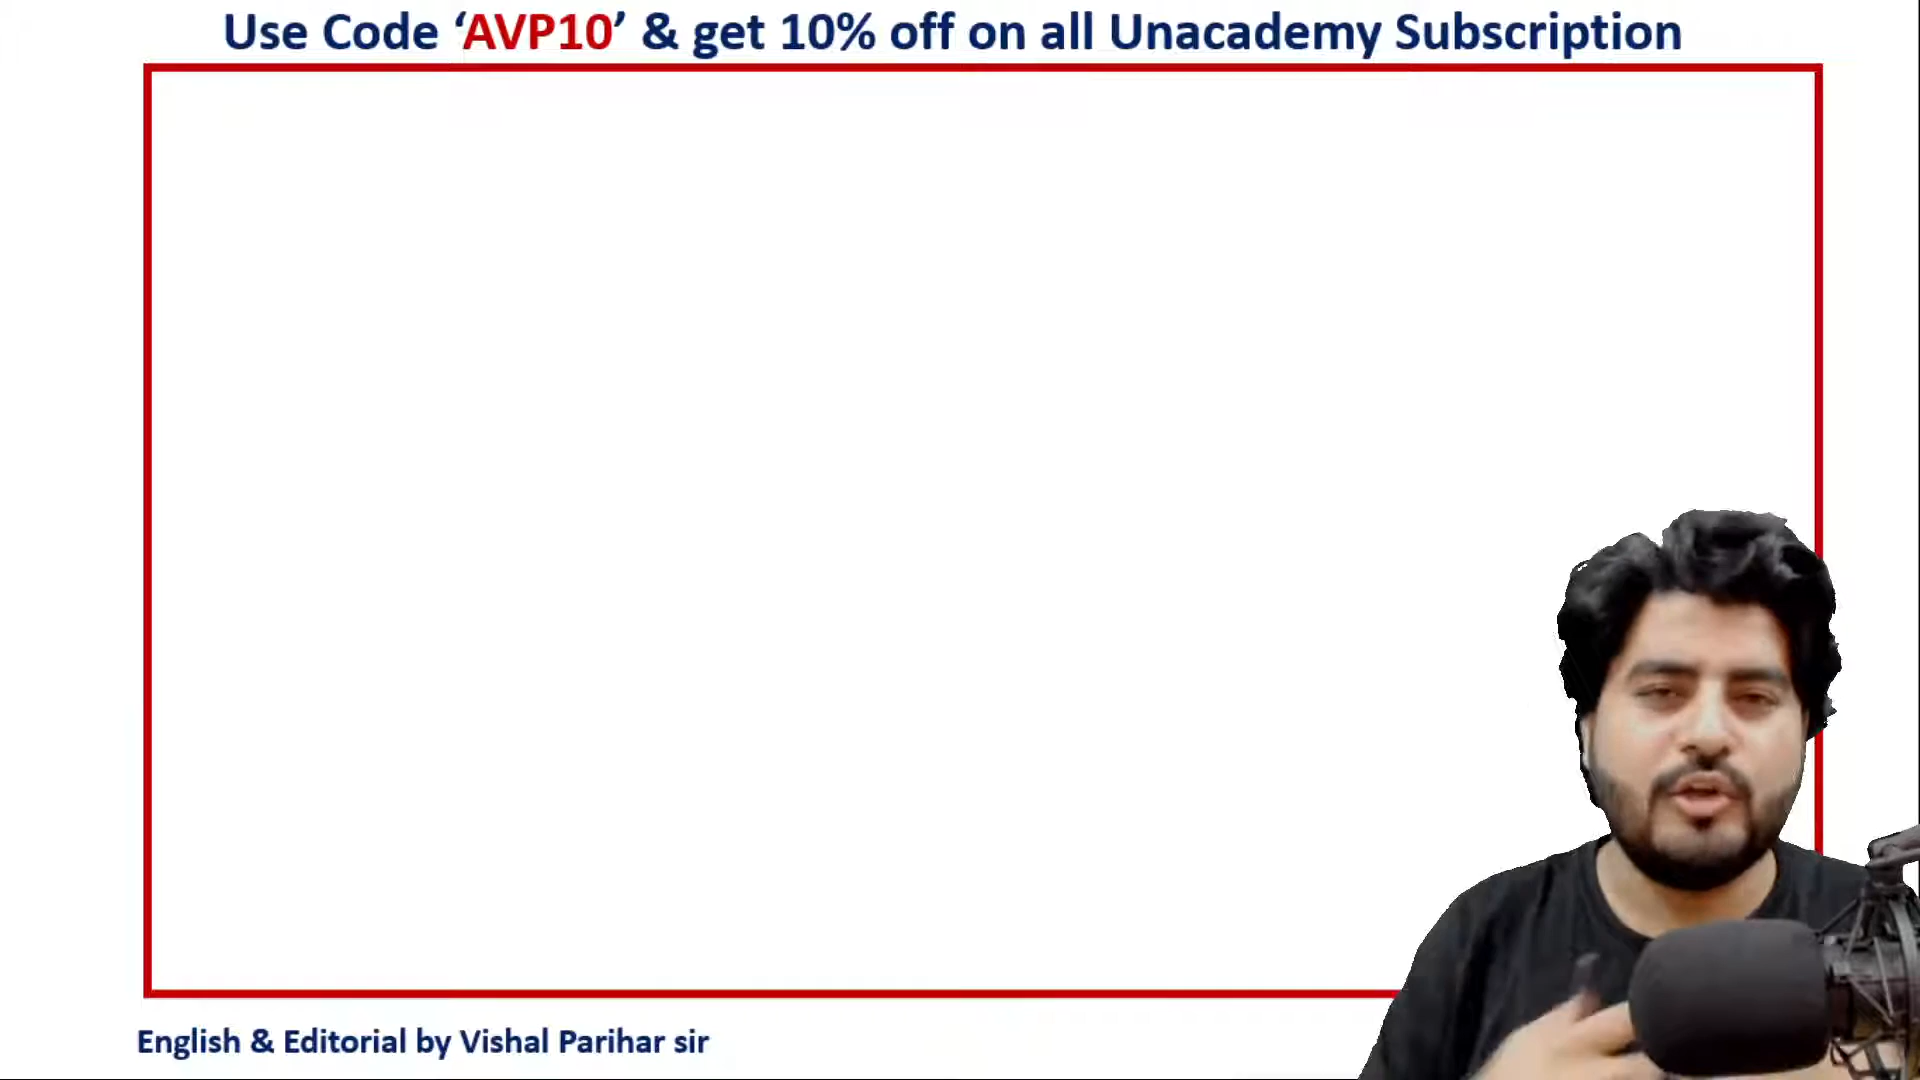 Use Code ‘AVP10’ & get 10% off on all Unacademy Subscription
English & Editorial by Vishal Parihar sir